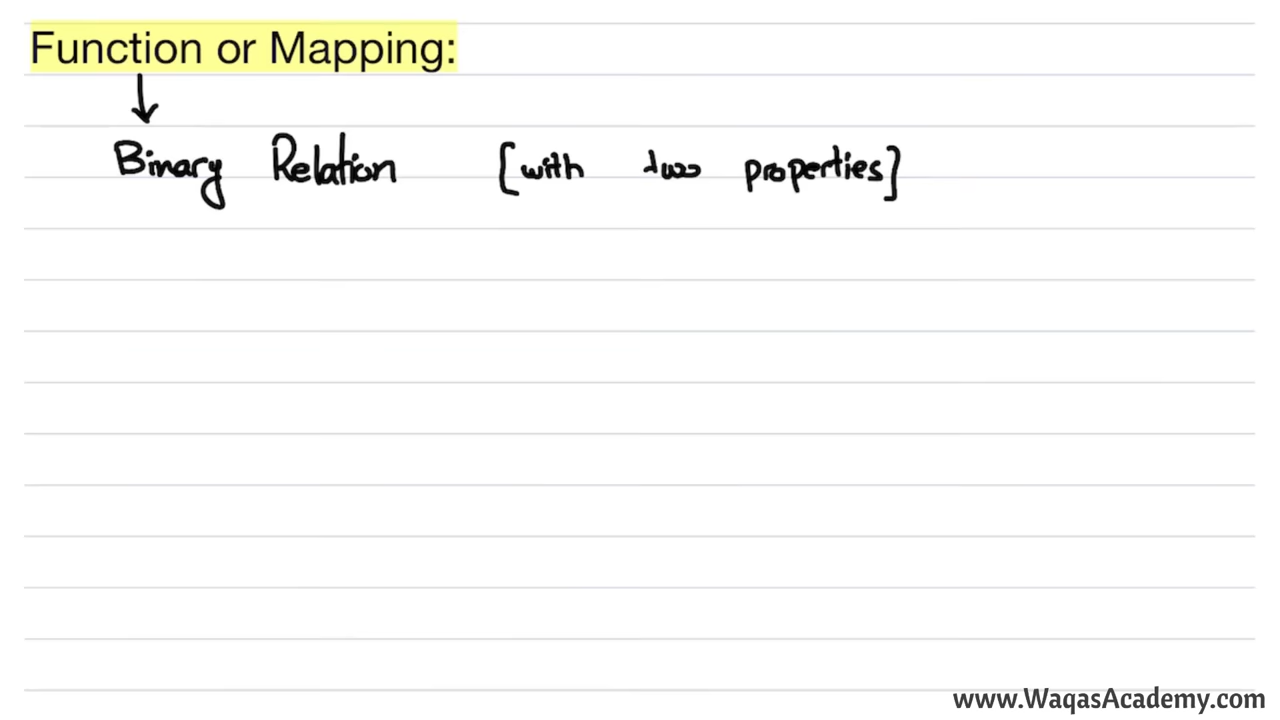 Function or Mapping:
Binary Relation [with two properties]
www.WaqasAcademy.com